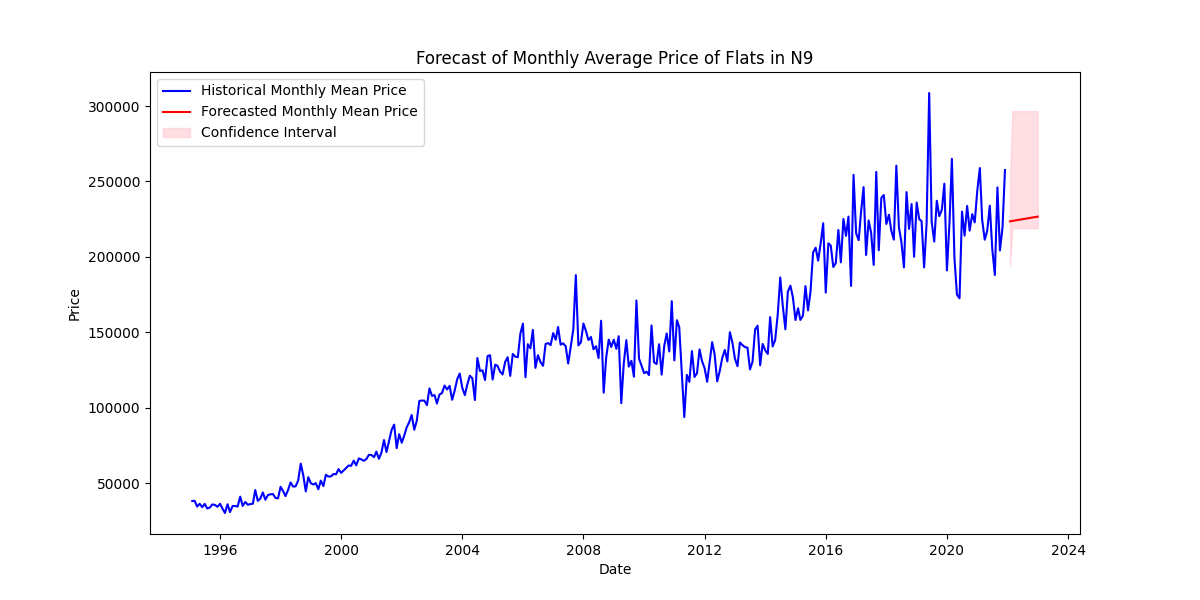 Forecast of Monthly Average Price of Flats in N9
Historical Monthly Mean Price
Forecasted Monthly Mean Price
Confidence Interval
300000
250000
200000
150000
100000
50000
Price
1996 2000 2004 2008 2012 2016 2020 2024
Date